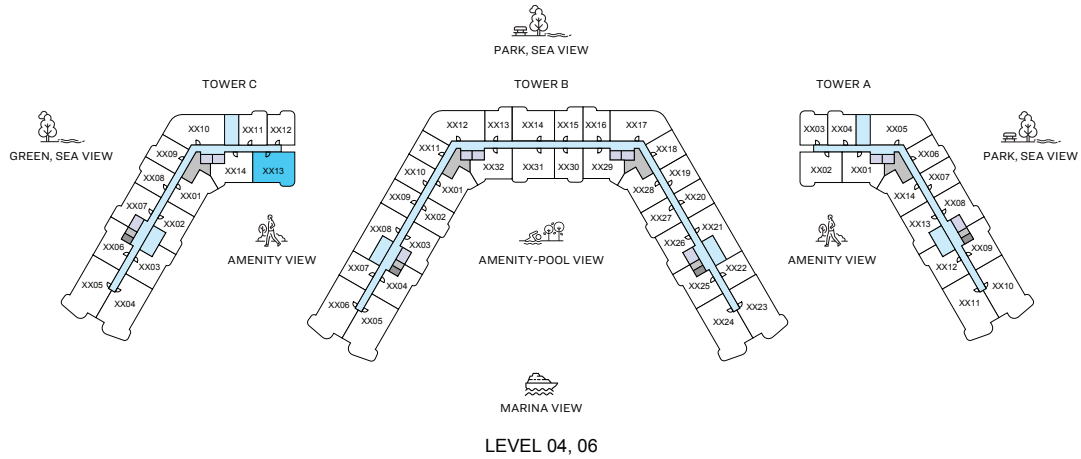 PARK, SEA VIEW
TOWER C
TOWER B
TOWER A
GREEN, SEA VIEW
PARK, SEA VIEW
XX10
XX11
XX12
XX09
XX08
XX07
XX06
XX05
XX04
XX03
XX02
XX01
XX14
XX13
AMENITY VIEW
XX12
XX13
XX14
XX15
XX16
XX17
XX11
XX10
XX09
XX08
XX07
XX06
XX05
XX04
XX03
XX02
XX01
XX32
XX31
XX30
XX29
XX28
XX27
XX26
XX25
XX24
XX23
XX22
XX21
XX20
XX19
XX18
AMENITY-POOL VIEW
XX03
XX04
XX05
XX02
XX01
XX06
XX07
XX08
XX09
XX10
XX11
XX12
XX13
XX14
AMENITY VIEW
MARINA VIEW
LEVEL 04, 06